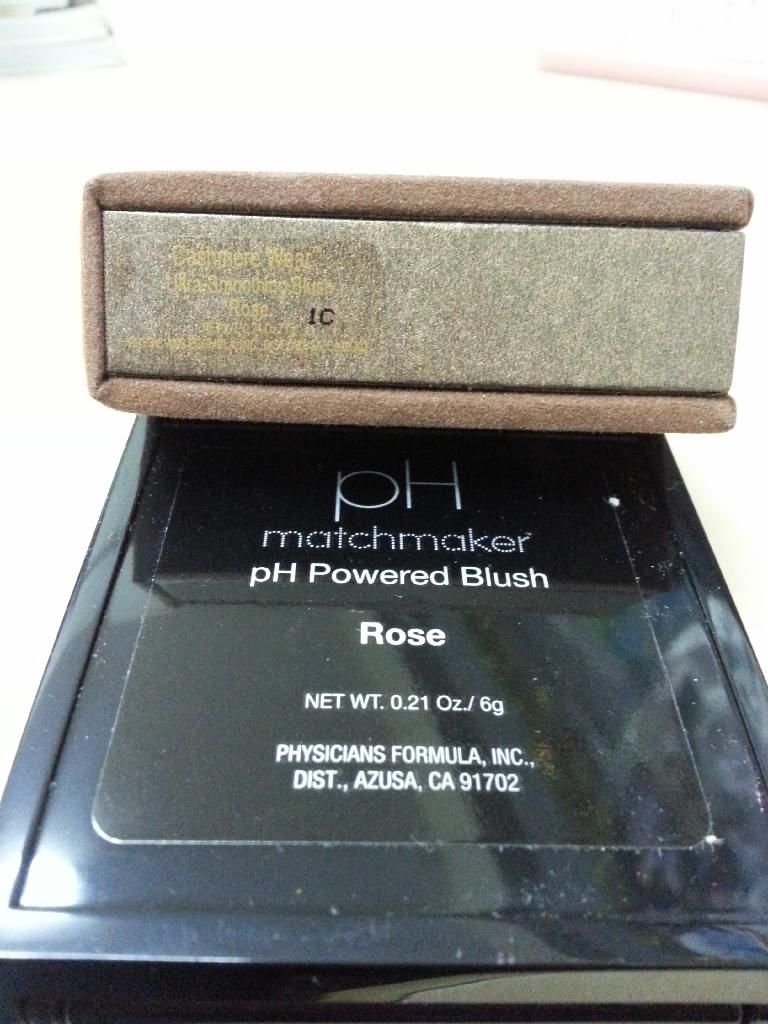 Cashmere Wear™
Ultra-Smoothing Blush
Rose
1C
pH
matchmaker
pH Powered Blush
Rose
NET WT. 0.21 Oz./ 6g
PHYSICIANS FORMULA, INC.,
DIST., AZUSA, CA 91702